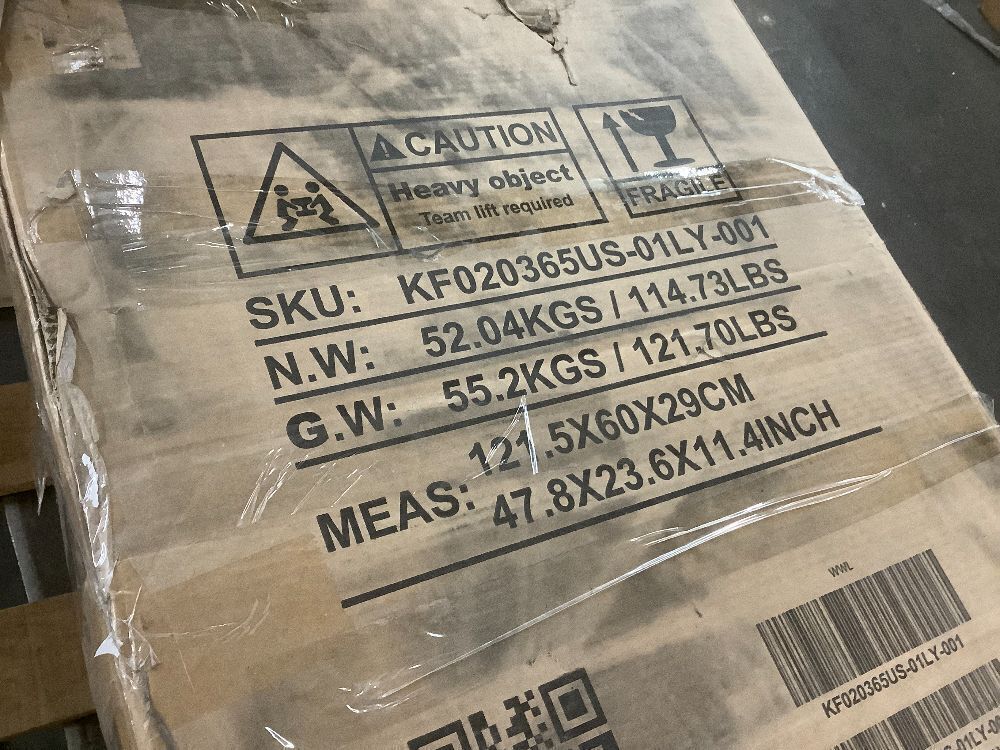 CAUTION
Heavy object
Team lift required
FRAGILE
SKU: KF020365US-01LY-001
N.W: 52.04KGS / 114.73LBS
G.W: 55.2KGS / 121.70LBS
MEAS: 121.5X60X29CM
47.8X23.6X11.4INCH
WWL
KF020365US-01LY-001